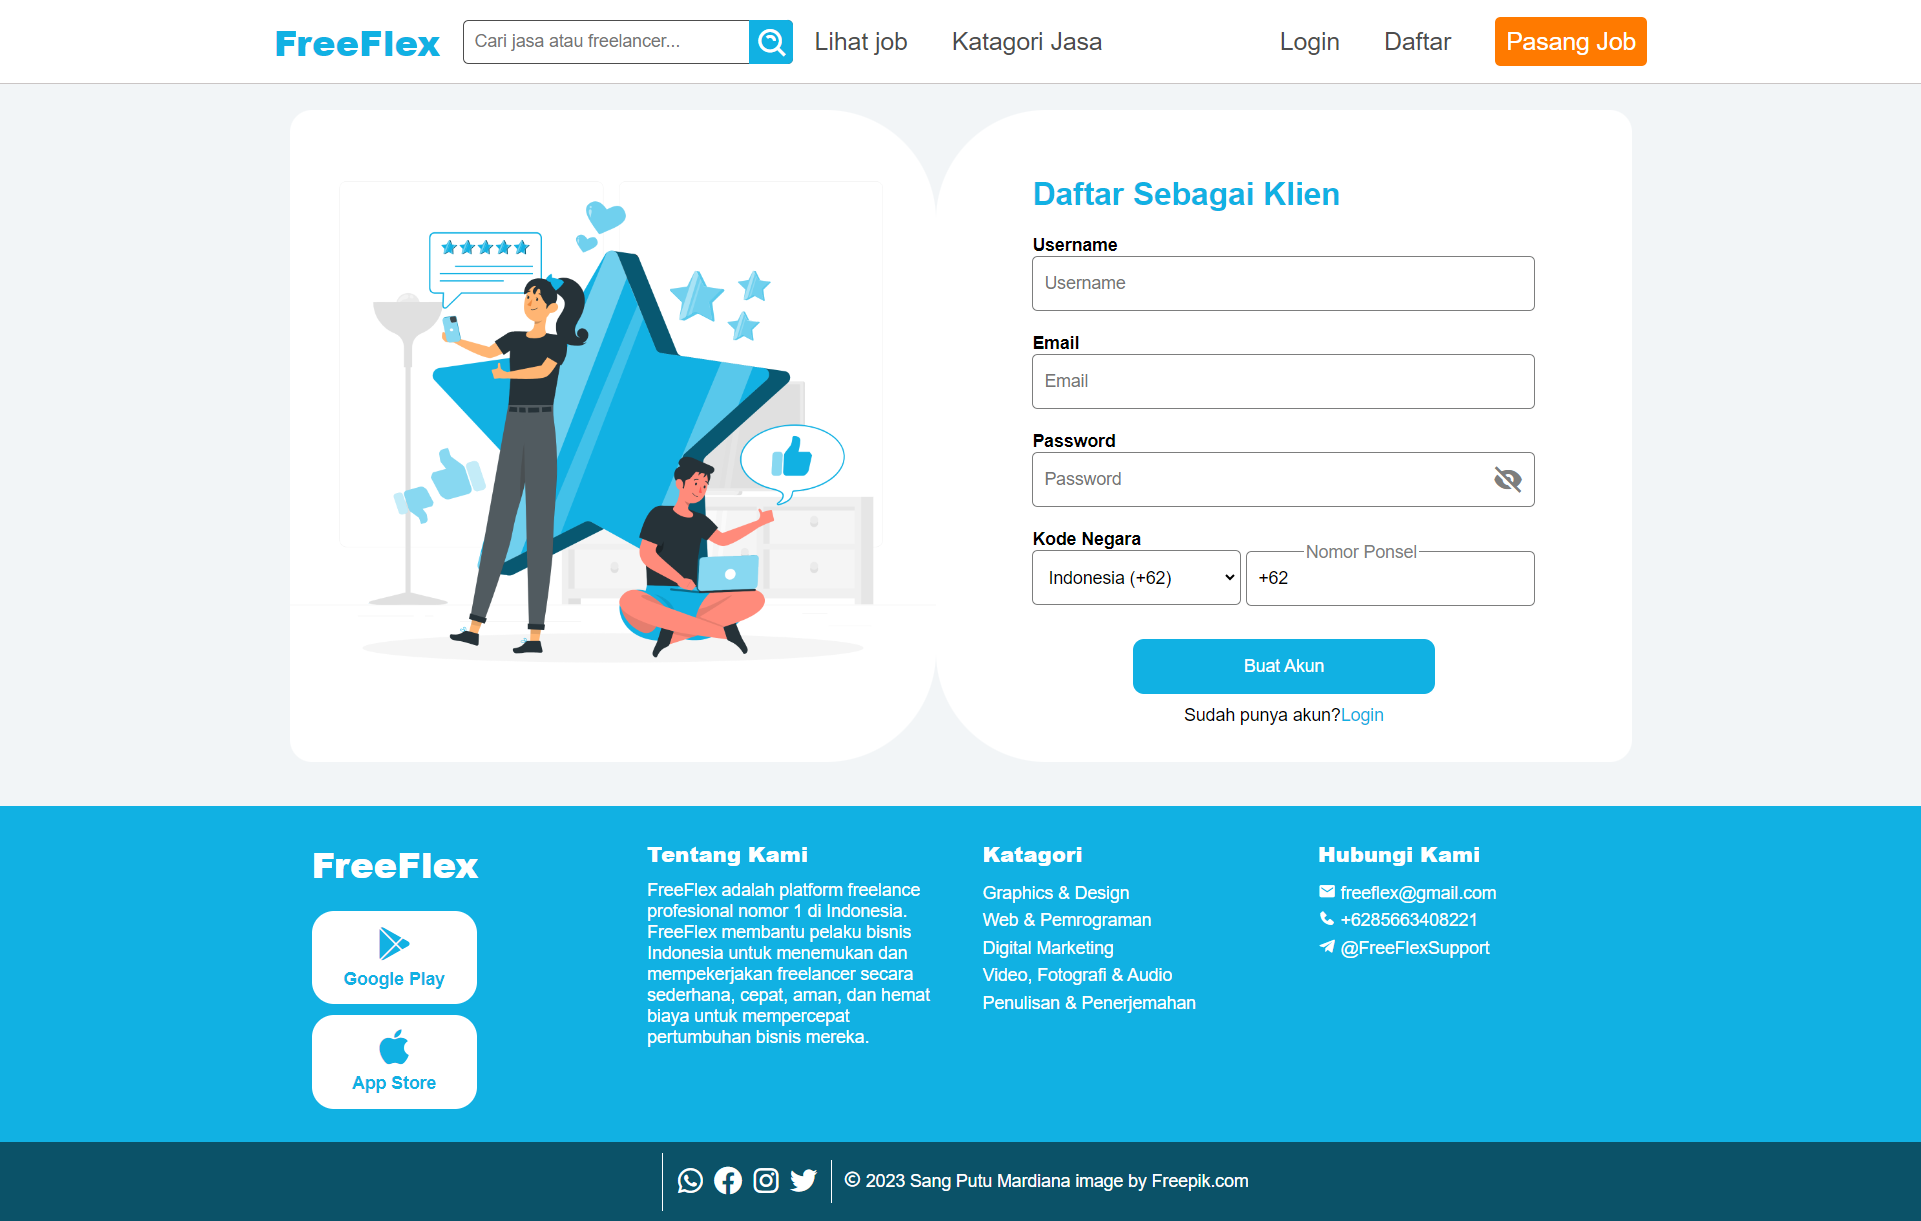 FreeFlex
Cari jasa atau freelancer...
Lihat job
Katagori Jasa
Login
Daftar
Pasang Job
Daftar Sebagai Klien
Username
Username
Email
Email
Password
Password
Kode Negara
Indonesia (+62)
Nomor Ponsel
+62
Buat Akun
Sudah punya akun?Login
FreeFlex
Google Play
App Store
Tentang Kami
FreeFlex adalah platform freelance
profesional nomor 1 di Indonesia.
FreeFlex membantu pelaku bisnis
Indonesia untuk menemukan dan
mempekerjakan freelancer secara
sederhana, cepat, aman, dan hemat
biaya untuk mempercepat
pertumbuhan bisnis mereka.
Katagori
Graphics & Design
Web & Pemrograman
Digital Marketing
Video, Fotografi & Audio
Penulisan & Penerjemahan
Hubungi Kami
freeflex@gmail.com
+6285663408221
@FreeFlexSupport
© 2023 Sang Putu Mardiana image by Freepik.com